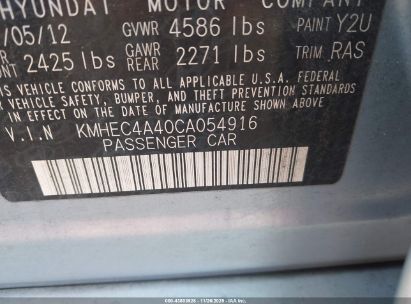 HYUNDAI MOTOR COMPANY
/05/12 GVWR 4586 lbs PAINT Y2U
2425 lbs GAWR REAR 2271 lbs TRIM RAS
THIS VEHICLE CONFORMS TO ALL APPLICABLE U.S.A. FEDERAL
MOTOR VEHICLE SAFETY, BUMPER, AND THEFT PREVENTION STANDARDS
IN EFFECT ON THE DATE OF MANUFACTURE SHOWN ABOVE.
V.I.N KMHEC4A40CA054916
PASSENGER CAR